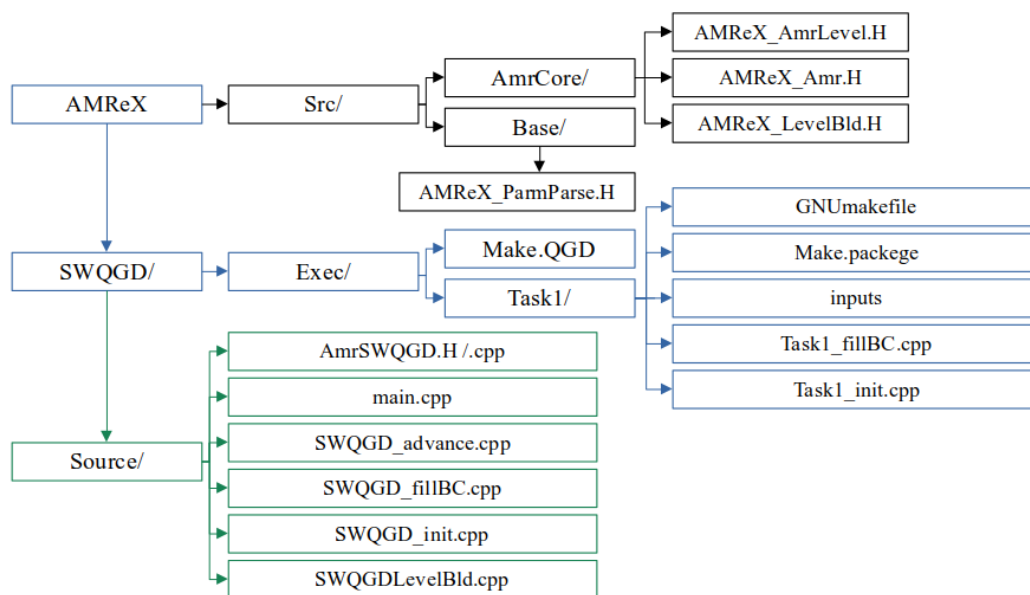 AMReX_AmrLevel.H
AmrCore/
AMReX_Amr.H
AMReX
Src/
Base/
AMReX_LevelBld.H
AMReX_ParmParse.H
GNUmakefile
Make.QGD
Make.packege
SWQGD/
Exec/
Task1/
inputs
AmrSWQGD.H /.cpp
Task1_fillBC.cpp
main.cpp
Task1_init.cpp
SWQGD_advance.cpp
Source/
SWQGD_fillBC.cpp
SWQGD_init.cpp
SWQGDLevelBld.cpp